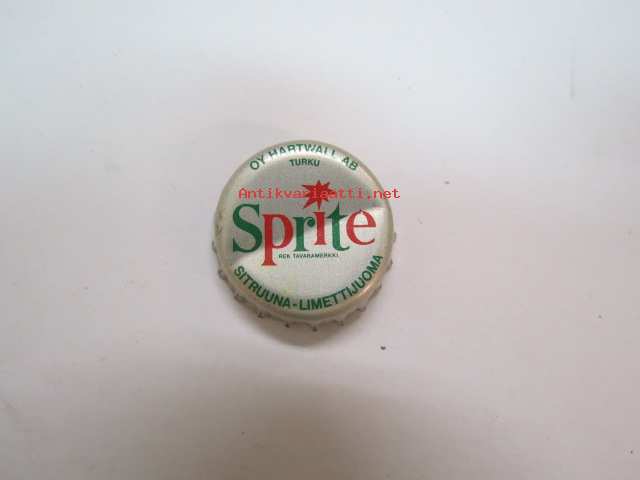 OY HARTWALL AB
TURKU
Antikvariaatti.net
Sprite
REK. TAVARAMERKKI.
SITRUUNA-LIMETTIJUOMA